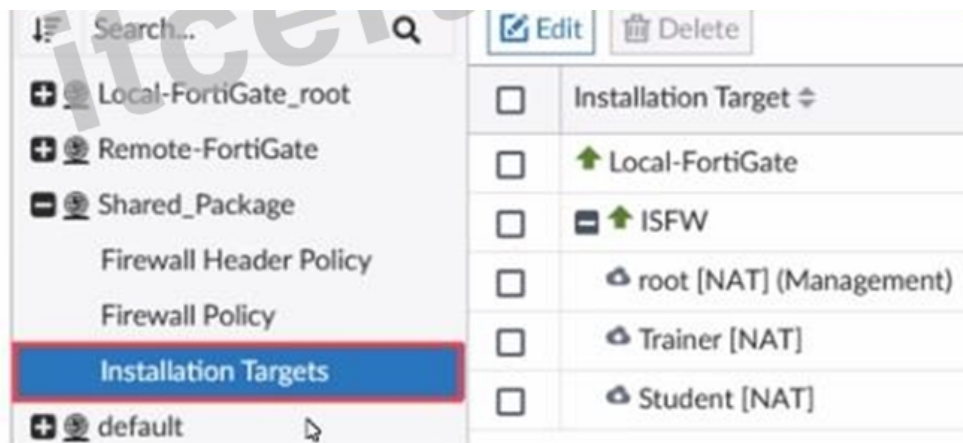 Search...
Local-FortiGate_root
Remote-FortiGate
Shared_Package
Firewall Header Policy
Firewall Policy
Installation Targets
default
Edit
Delete
Installation Target
Local-FortiGate
ISFW
root [NAT] (Management)
Trainer [NAT]
Student [NAT]